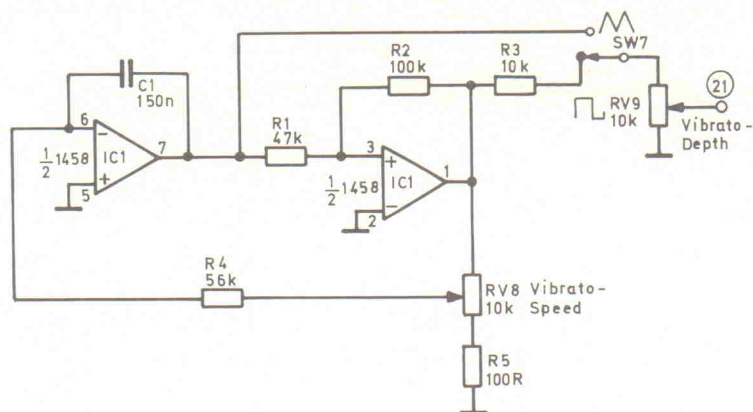 C1
150n
6
-
½ 1458
IC1
7
+
5
R1
47k
R2
100k
R3
10k
SW7
21
RV9
10k
Vibrato-
Depth
3
+
½ 1458
IC1
1
-
2
R4
56k
RV8 Vibrato-
10k Speed
R5
100R